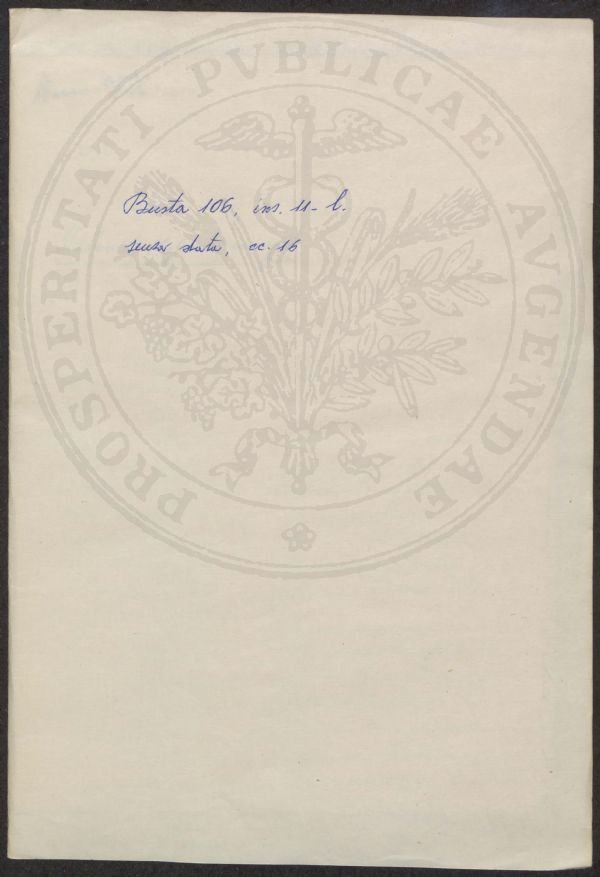 PROSPERITATI PVBLICAE AVGENDAE
Busta 106, ins. 11- l.
senza data, cc. 16